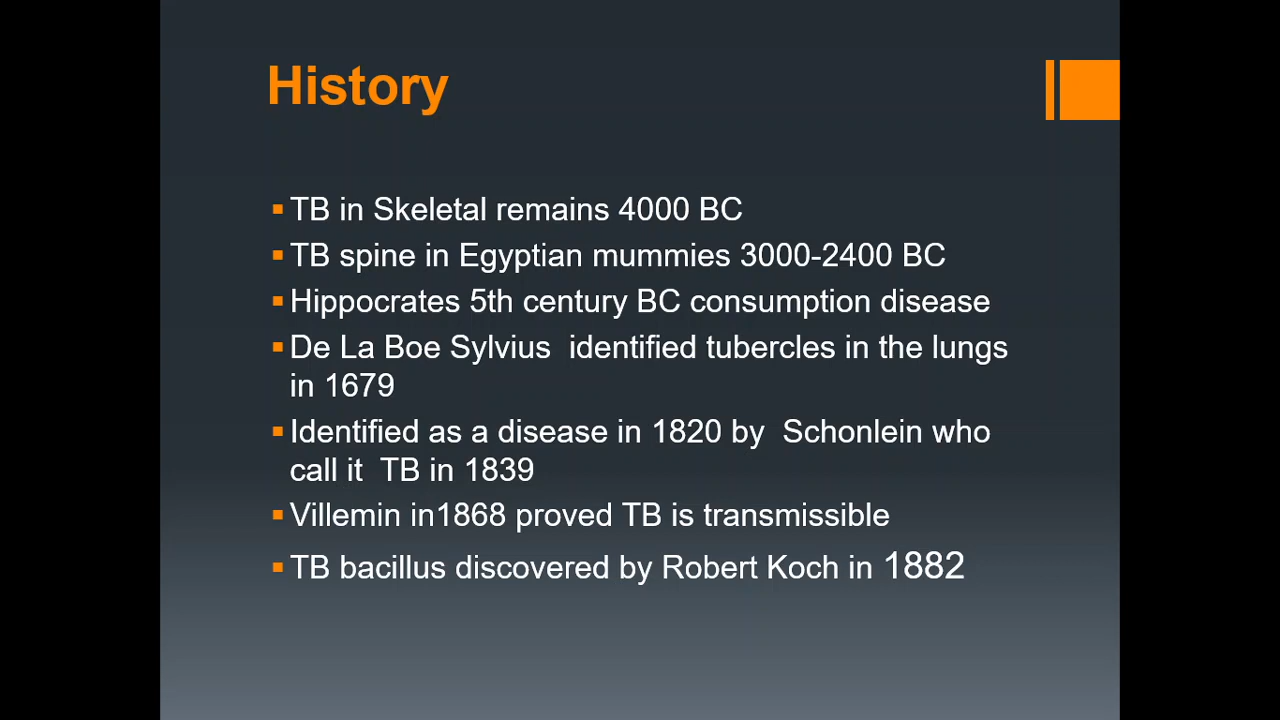 History
TB in Skeletal remains 4000 BC
TB spine in Egyptian mummies 3000-2400 BC
Hippocrates 5th century BC consumption disease
De La Boe Sylvius  identified tubercles in the lungs
in 1679
Identified as a disease in 1820 by  Schonlein who
call it  TB in 1839
Villemin in1868 proved TB is transmissible
TB bacillus discovered by Robert Koch in 1882